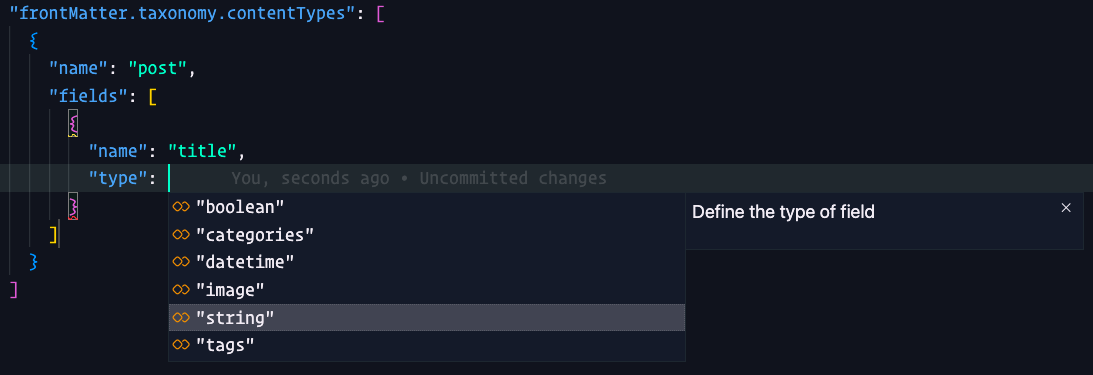 "frontMatter.taxonomy.contentTypes": [
{
"name": "post",
"fields": [
{
"name": "title",
"type": You, seconds ago • Uncommitted changes
}
]
}
]
"boolean"
"categories"
"datetime"
"image"
"string"
"tags"
Define the type of field